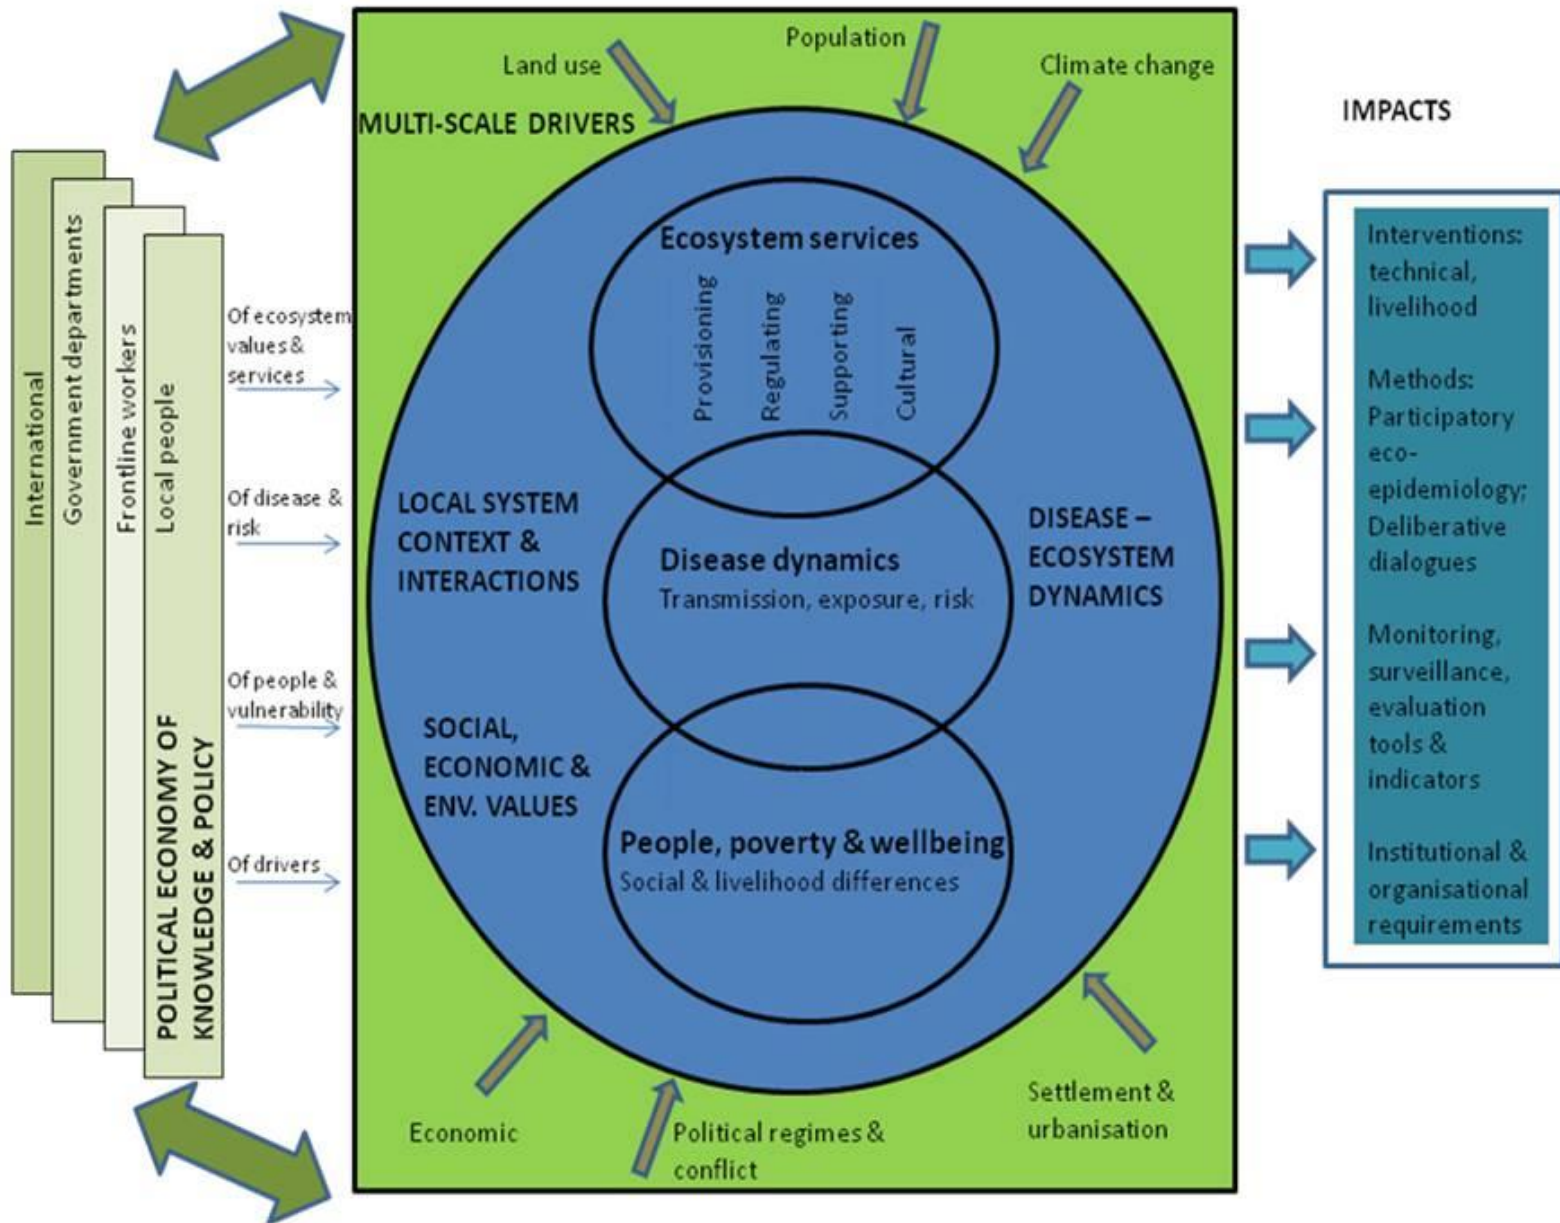 Population
Land use
Climate change
MULTI-SCALE DRIVERS
IMPACTS
International
Government departments
Frontline workers
Local people
POLITICAL ECONOMY OF
KNOWLEDGE & POLICY
Of ecosystem
values &
services
Of disease &
risk
Of people &
vulnerability
Of drivers
Ecosystem services
Provisioning
Regulating
Supporting
Cultural
LOCAL SYSTEM
CONTEXT &
INTERACTIONS
Disease dynamics
Transmission, exposure, risk
DISEASE –
ECOSYSTEM
DYNAMICS
SOCIAL,
ECONOMIC &
ENV. VALUES
People, poverty & wellbeing
Social & livelihood differences
Economic
Political regimes &
conflict
Settlement &
urbanisation
Interventions:
technical,
livelihood
Methods:
Participatory
eco-
epidemiology;
Deliberative
dialogues
Monitoring,
surveillance,
evaluation
tools &
indicators
Institutional &
organisational
requirements